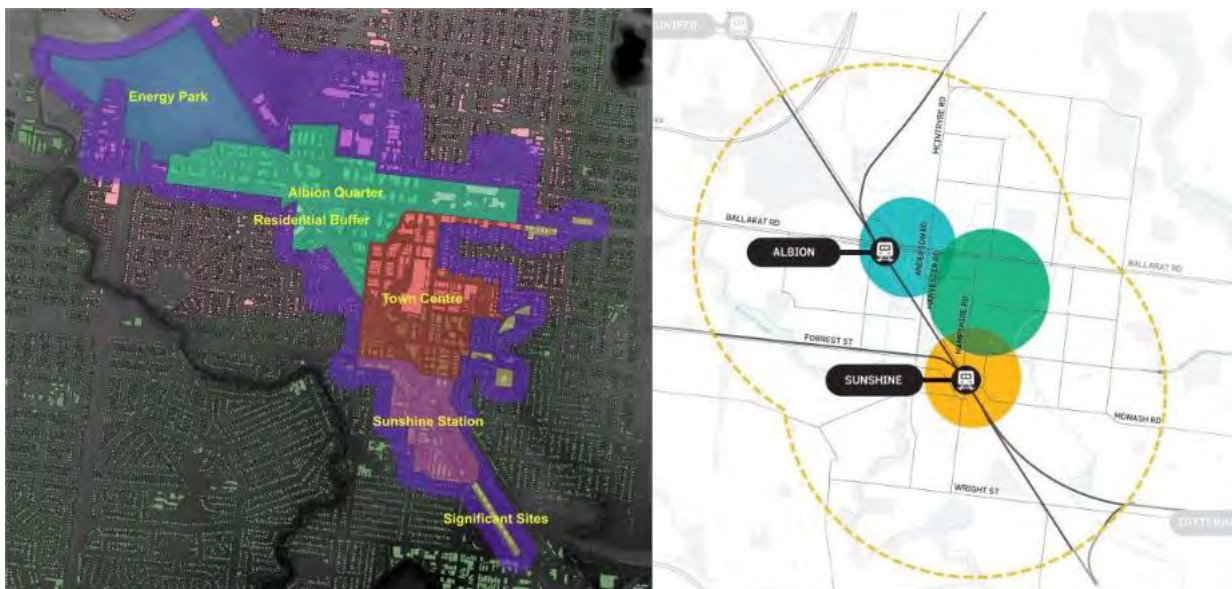 Energy Park
Albion Quarter
Residential Buffer
Town Centre
Sunshine Station
Significant Sites
GINIFER
MCINTYRE RD
BALLARAT RD
ALBION
ANDERSON RD
HARVESTER RD
BALLARAT RD
HAMPSHIRE RD
FORREST ST
SUNSHINE
MONASH RD
WRIGHT ST